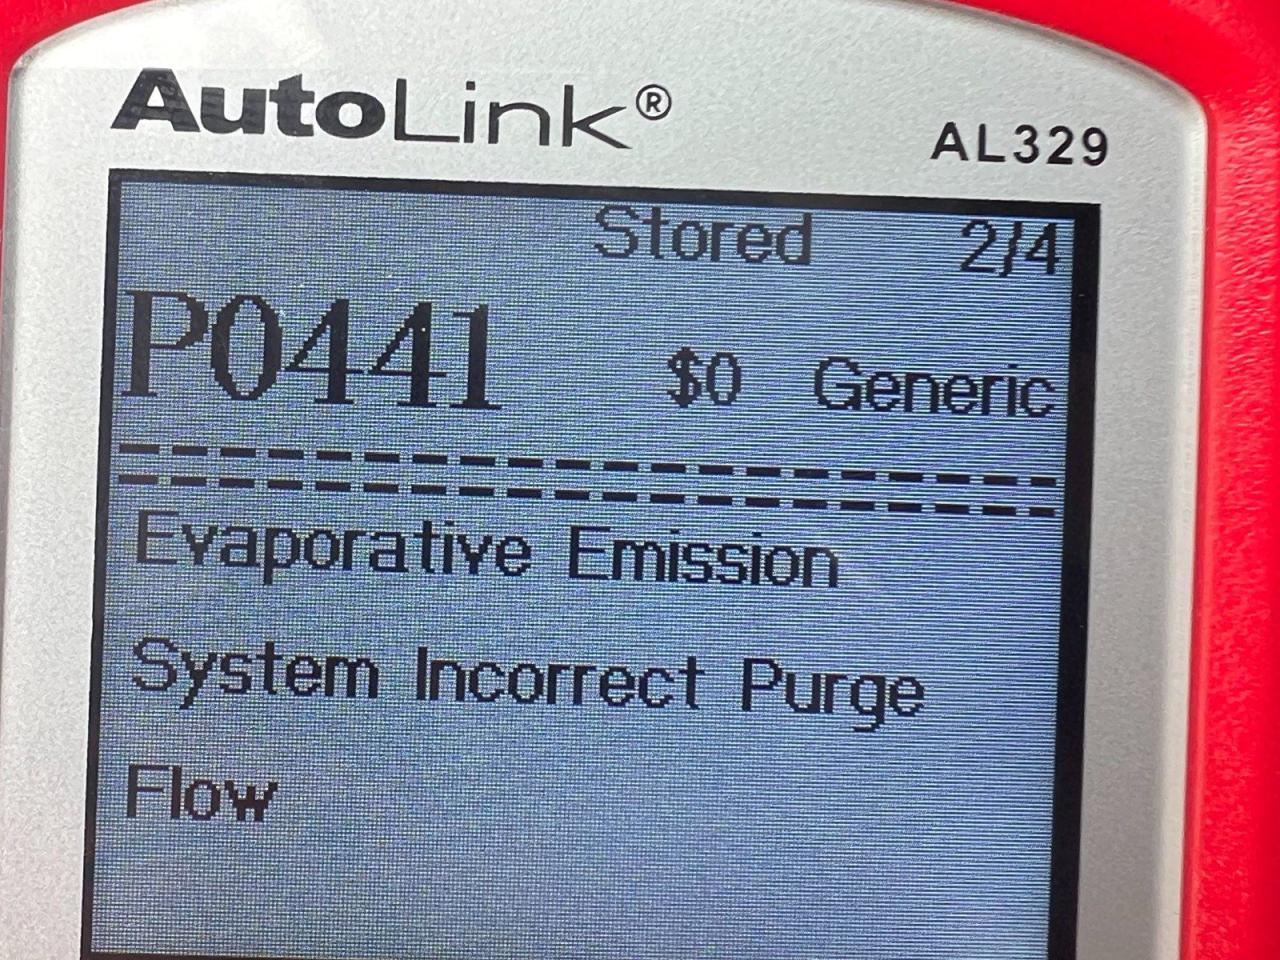 AutoLink®
AL329
Stored 2/4
P0441 $0 Generic
====================
Evaporative Emission
System Incorrect Purge
Flow